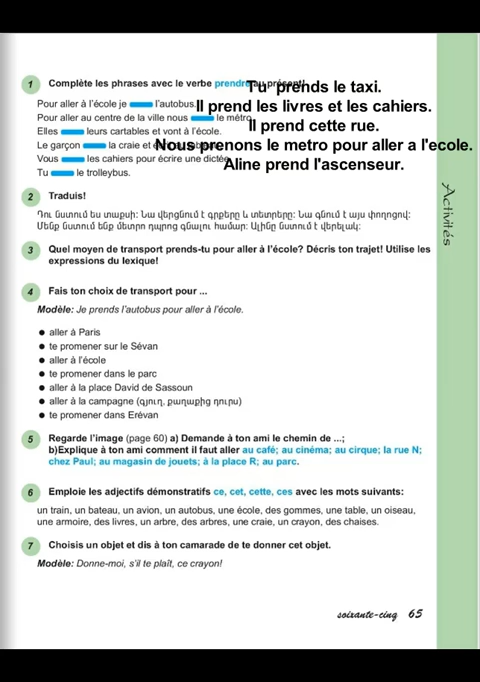 1 Complète les phrases avec le verbe prendre au présent!
Tu prends le taxi.
Pour aller à l'école je l'autobus.
Il prend les livres et les cahiers.
Pour aller au centre de la ville nous le métro.
Elles leurs cartables et vont à l'école.
Il prend cette rue.
Le garçon la craie et
Nous prenons le metro pour aller a l'ecole.
Vous les cahiers pour écrire une dictée.
Aline prend l'ascenseur.
Tu le trolleybus.
Activités
2 Traduis!
Դու նստում ես տաքսի: Նա վերցնում է գրքերը և տետրերը: Նա գնում է այս փողոցով:
Մենք նստում ենք մետրո դպրոց գնալու համար: Ալինը նստում է վերելակ:
3 Quel moyen de transport prends-tu pour aller à l'école? Décris ton trajet! Utilise les
expressions du lexique!
4 Fais ton choix de transport pour ...
Modèle: Je prends l'autobus pour aller à l'école.
● aller à Paris
● te promener sur le Sévan
● aller à l'école
● te promener dans le parc
● aller à la place David de Sassoun
● aller à la campagne (գյուղ, քաղաքից դուրս)
● te promener dans Erévan
5 Regarde l'image (page 60) a) Demande à ton ami le chemin de ...;
b)Explique à ton ami comment il faut aller au café; au cinéma; au cirque; la rue N;
chez Paul; au magasin de jouets; à la place R; au parc.
6 Emploie les adjectifs démonstratifs ce, cet, cette, ces avec les mots suivants:
un train, un bateau, un avion, un autobus, une école, des gommes, une table, un oiseau,
une armoire, des livres, un arbre, des arbres, une craie, un crayon, des chaises.
7 Choisis un objet et dis à ton camarade de te donner cet objet.
Modèle: Donne-moi, s'il te plaît, ce crayon!
soixante-cinq 65